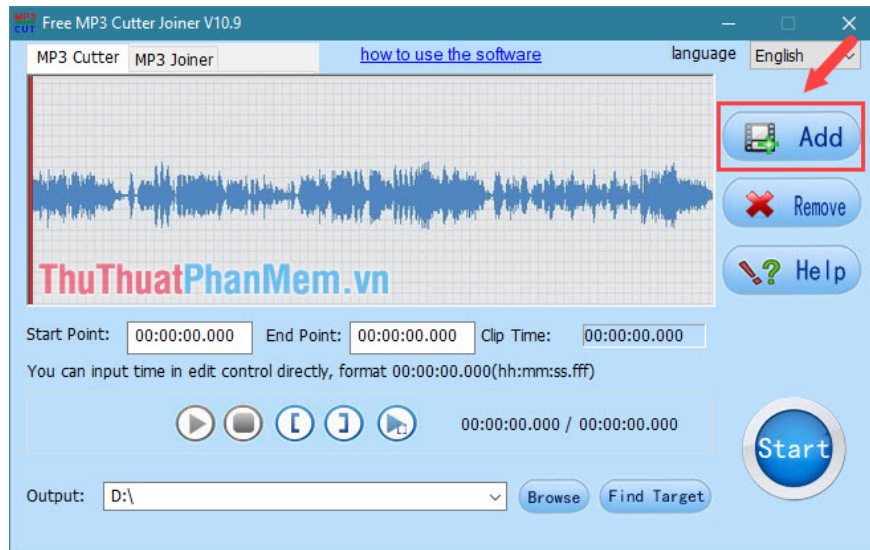 MP3 CUT Free MP3 Cutter Joiner V10.9
MP3 Cutter MP3 Joiner how to use the software language English
Add
Remove
Help
ThuThuatPhanMem.vn
Start Point: 00:00:00.000 End Point: 00:00:00.000 Clip Time: 00:00:00.000
You can input time in edit control directly, format 00:00:00.000(hh:mm:ss.fff)
00:00:00.000 / 00:00:00.000
Start
Output: D:\ Browse Find Target